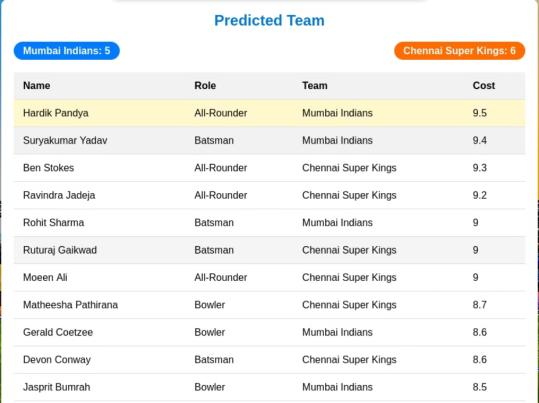 Predicted Team
Mumbai Indians: 5 Chennai Super Kings: 6
Name Role Team Cost
Hardik Pandya All-Rounder Mumbai Indians 9.5
Suryakumar Yadav Batsman Mumbai Indians 9.4
Ben Stokes All-Rounder Chennai Super Kings 9.3
Ravindra Jadeja All-Rounder Chennai Super Kings 9.2
Rohit Sharma Batsman Mumbai Indians 9
Ruturaj Gaikwad Batsman Chennai Super Kings 9
Moeen Ali All-Rounder Chennai Super Kings 9
Matheesha Pathirana Bowler Chennai Super Kings 8.7
Gerald Coetzee Bowler Mumbai Indians 8.6
Devon Conway Batsman Chennai Super Kings 8.6
Jasprit Bumrah Bowler Mumbai Indians 8.5